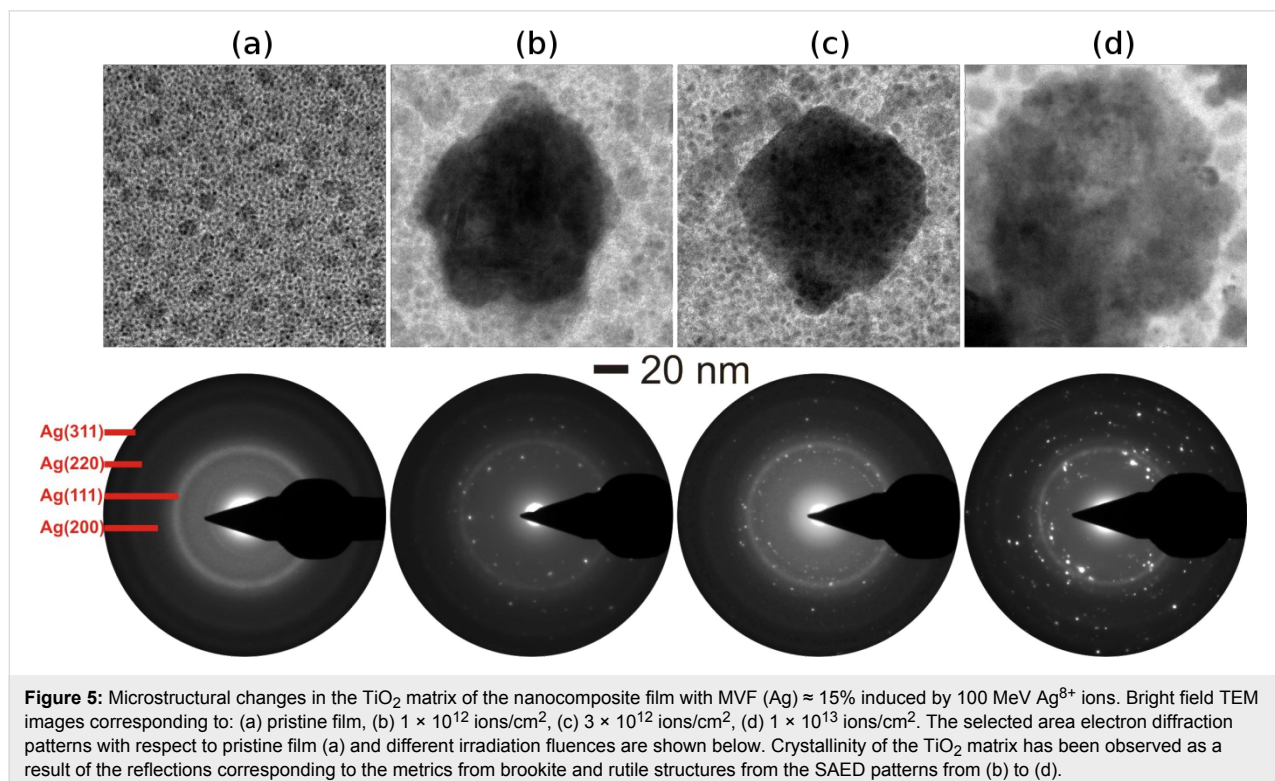 (a) (b) (c) (d)
20 nm
Ag(311)
Ag(220)
Ag(111)
Ag(200)
Figure 5: Microstructural changes in the TiO₂ matrix of the nanocomposite film with MVF (Ag) ≈ 15% induced by 100 MeV Ag⁸⁺ ions. Bright field TEM
images corresponding to: (a) pristine film, (b) 1 × 10¹² ions/cm², (c) 3 × 10¹² ions/cm², (d) 1 × 10¹³ ions/cm². The selected area electron diffraction
patterns with respect to pristine film (a) and different irradiation fluences are shown below. Crystallinity of the TiO₂ matrix has been observed as a
result of the reflections corresponding to the metrics from brookite and rutile structures from the SAED patterns from (b) to (d).